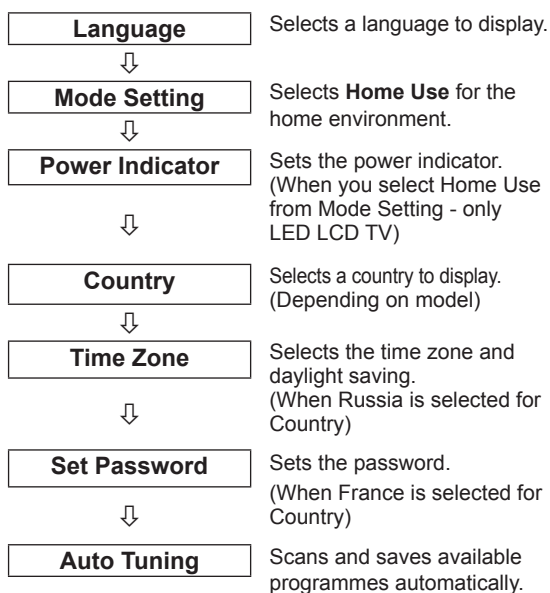 Language
Selects a language to display.
⇩
Mode Setting
Selects Home Use for the
home environment.
⇩
Power Indicator
Sets the power indicator.
(When you select Home Use
from Mode Setting - only
LED LCD TV)
⇩
Country
Selects a country to display.
(Depending on model)
⇩
Time Zone
Selects the time zone and
daylight saving.
(When Russia is selected for
Country)
⇩
Set Password
Sets the password.
(When France is selected for
Country)
⇩
Auto Tuning
Scans and saves available
programmes automatically.